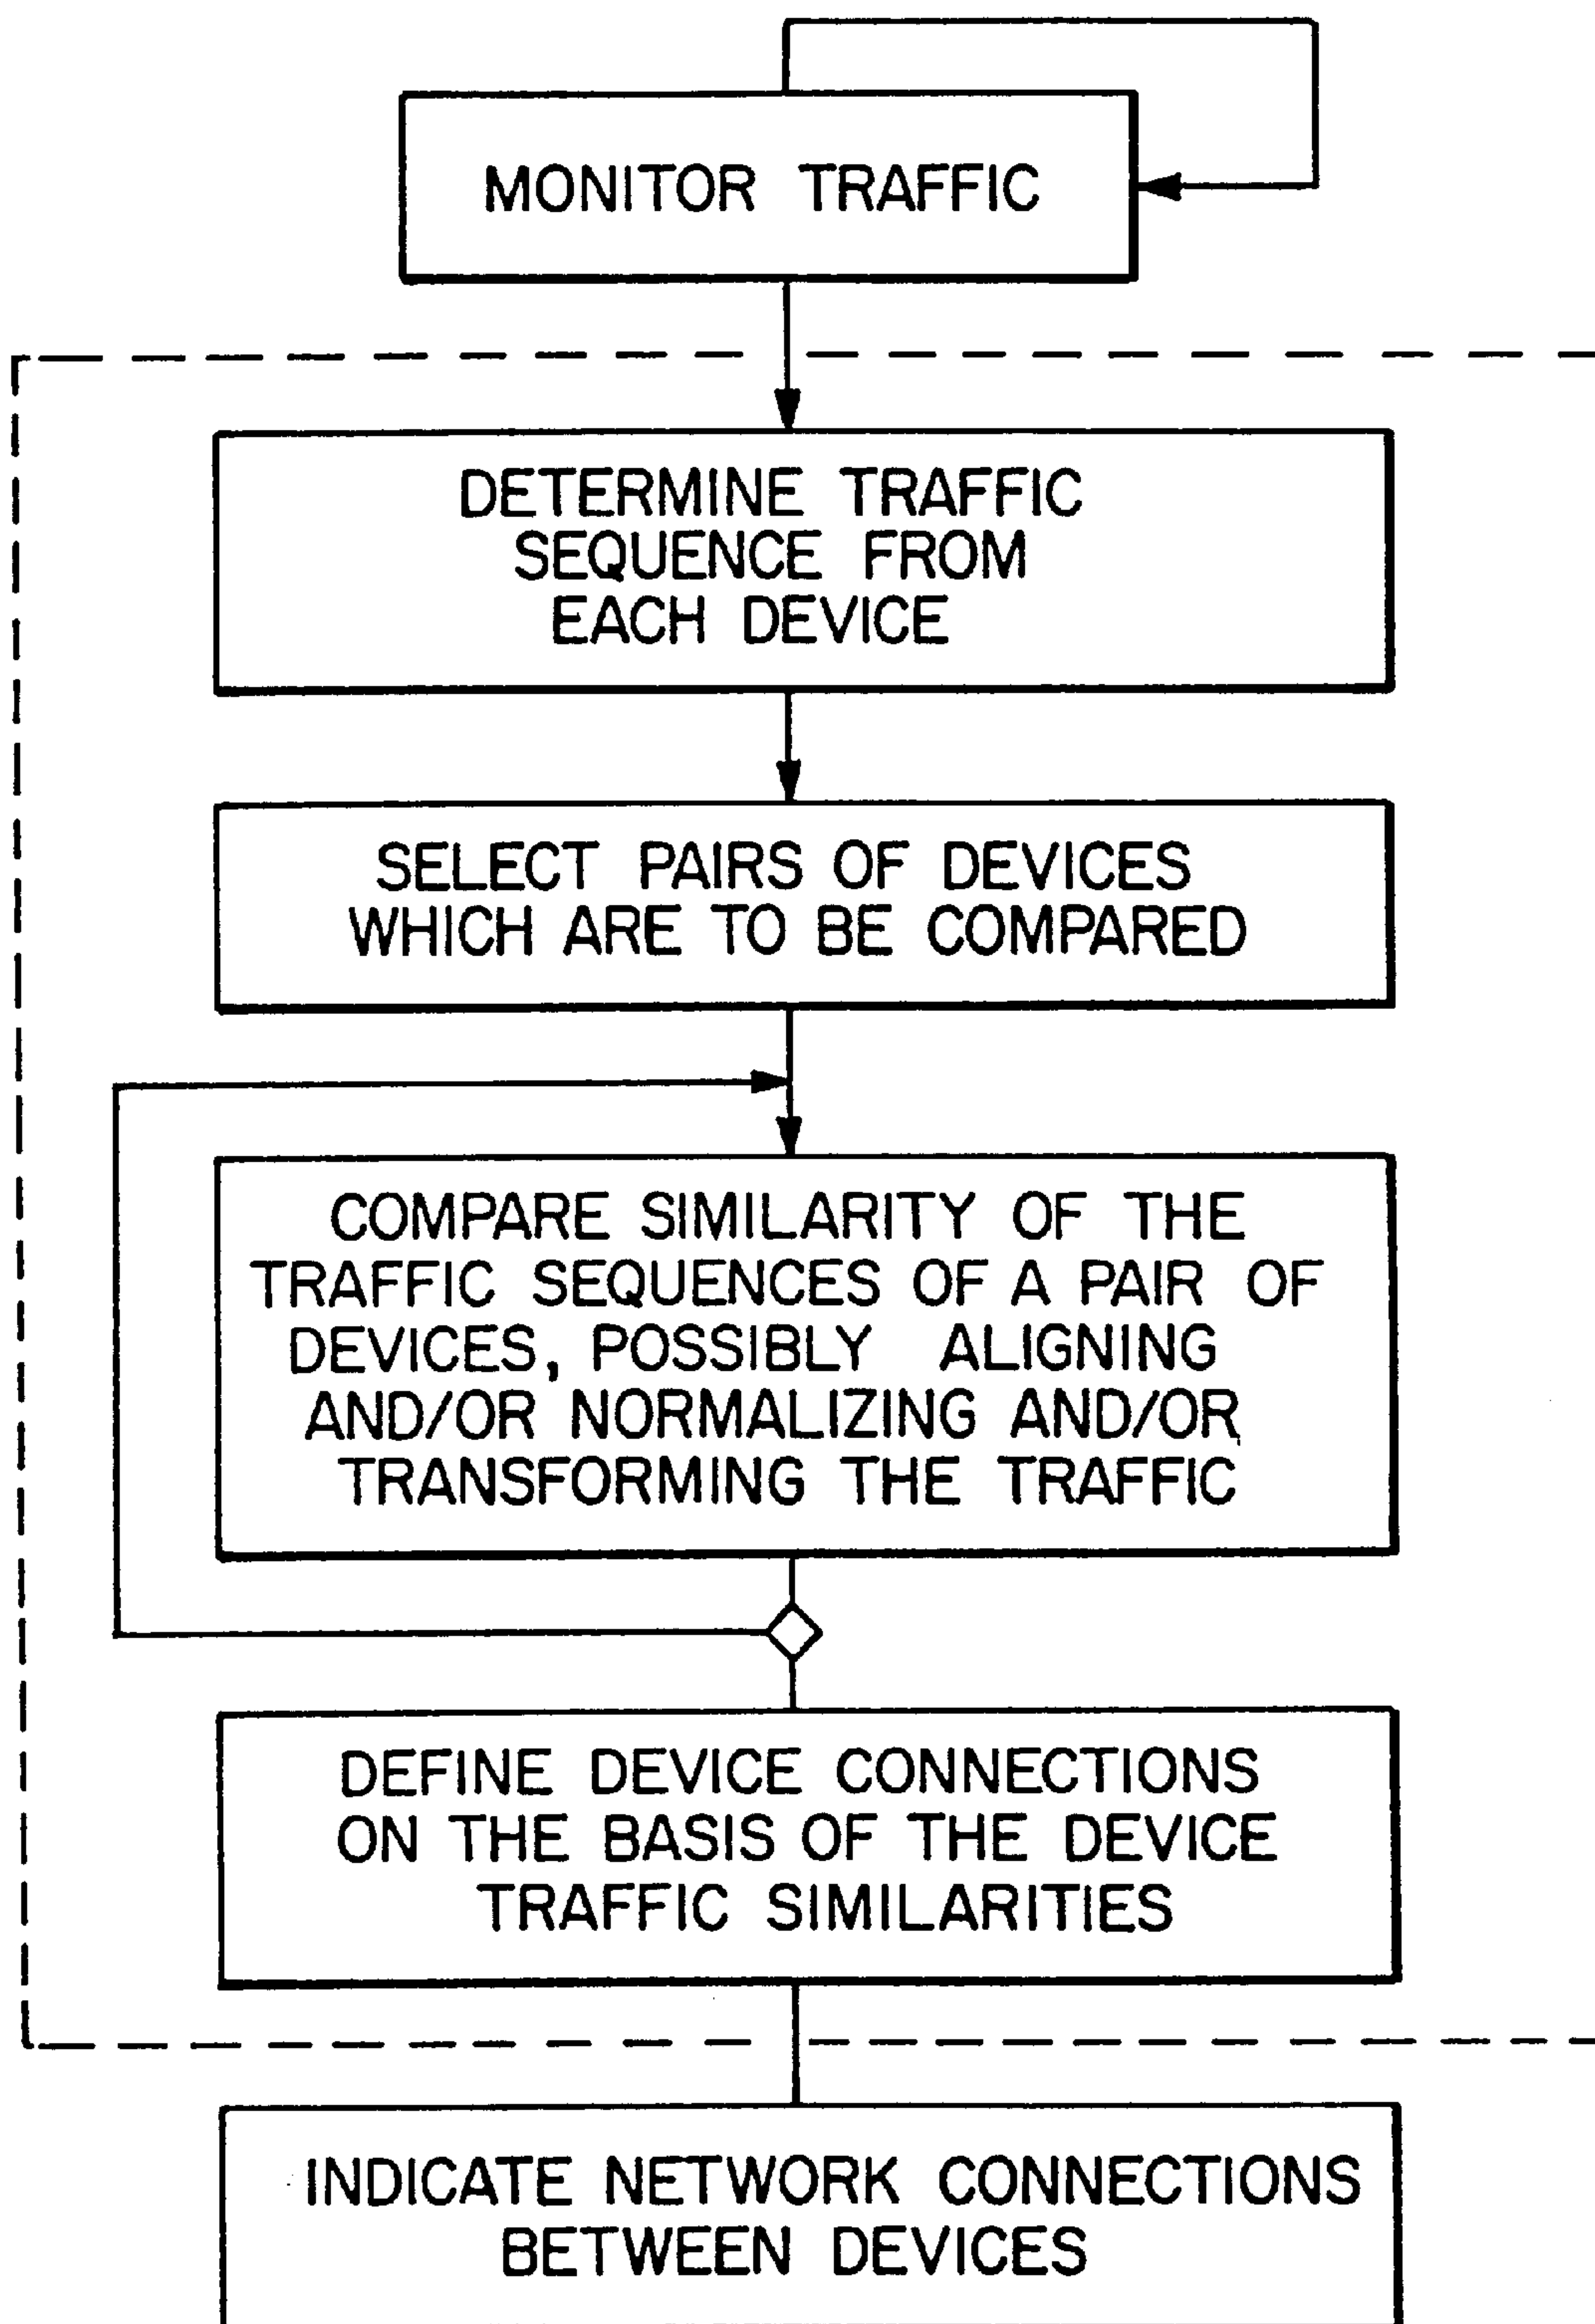 MONITOR TRAFFIC
DETERMINE TRAFFIC
SEQUENCE FROM
EACH DEVICE
SELECT PAIRS OF DEVICES
WHICH ARE TO BE COMPARED
COMPARE SIMILARITY OF THE
TRAFFIC SEQUENCES OF A PAIR OF
DEVICES, POSSIBLY ALIGNING
AND/OR NORMALIZING AND/OR
TRANSFORMING THE TRAFFIC
DEFINE DEVICE CONNECTIONS
ON THE BASIS OF THE DEVICE
TRAFFIC SIMILARITIES
INDICATE NETWORK CONNECTIONS
BETWEEN DEVICES